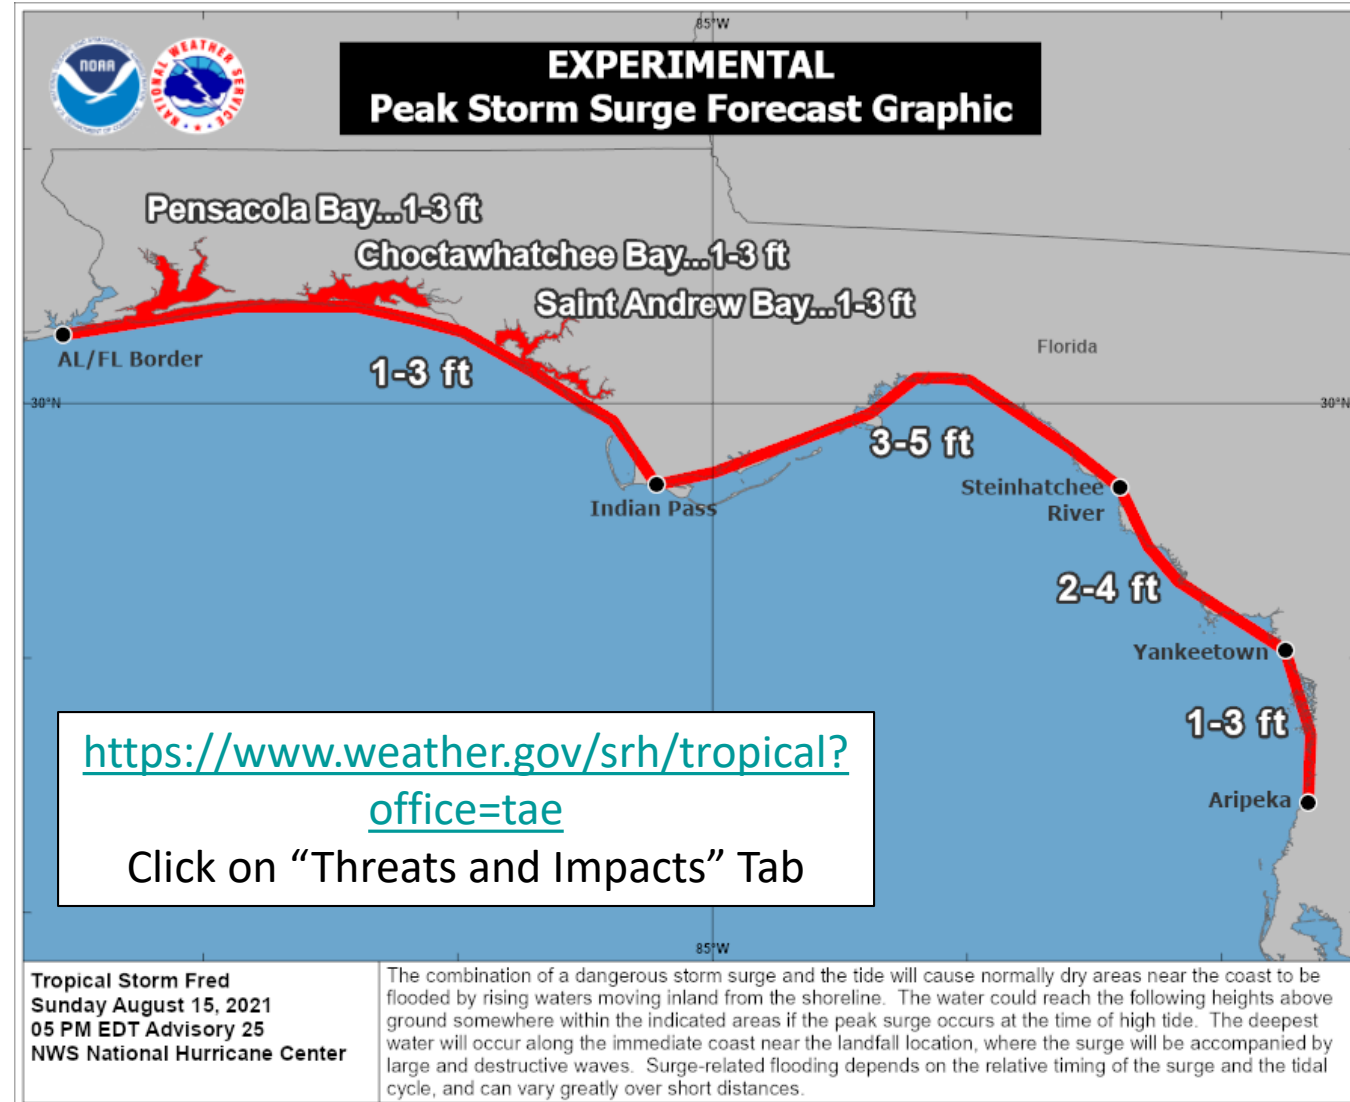 85°W
NOAA
NATIONAL WEATHER SERVICE
EXPERIMENTAL
Peak Storm Surge Forecast Graphic
Pensacola Bay...1-3 ft
Choctawhatchee Bay...1-3 ft
Saint Andrew Bay...1-3 ft
AL/FL Border
1-3 ft
Florida
30°N
30°N
3-5 ft
Steinhatchee
River
Indian Pass
2-4 ft
Yankeetown
1-3 ft
Aripeka
https://www.weather.gov/srh/tropical?
office=tae
Click on “Threats and Impacts” Tab
85°W
Tropical Storm Fred
Sunday August 15, 2021
05 PM EDT Advisory 25
NWS National Hurricane Center
The combination of a dangerous storm surge and the tide will cause normally dry areas near the coast to be
flooded by rising waters moving inland from the shoreline.  The water could reach the following heights above
ground somewhere within the indicated areas if the peak surge occurs at the time of high tide.  The deepest
water will occur along the immediate coast near the landfall location, where the surge will be accompanied by
large and destructive waves.  Surge-related flooding depends on the relative timing of the surge and the tidal
cycle, and can vary greatly over short distances.